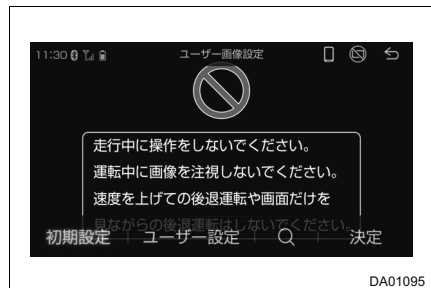 11:30
ユーザー画像設定
走行中に操作をしないでください。
運転中に画像を注視しないでください。
速度を上げての後退運転や画面だけを
見ながらの後退運転はしないでください。
初期設定 ユーザー設定 決定
DA01095